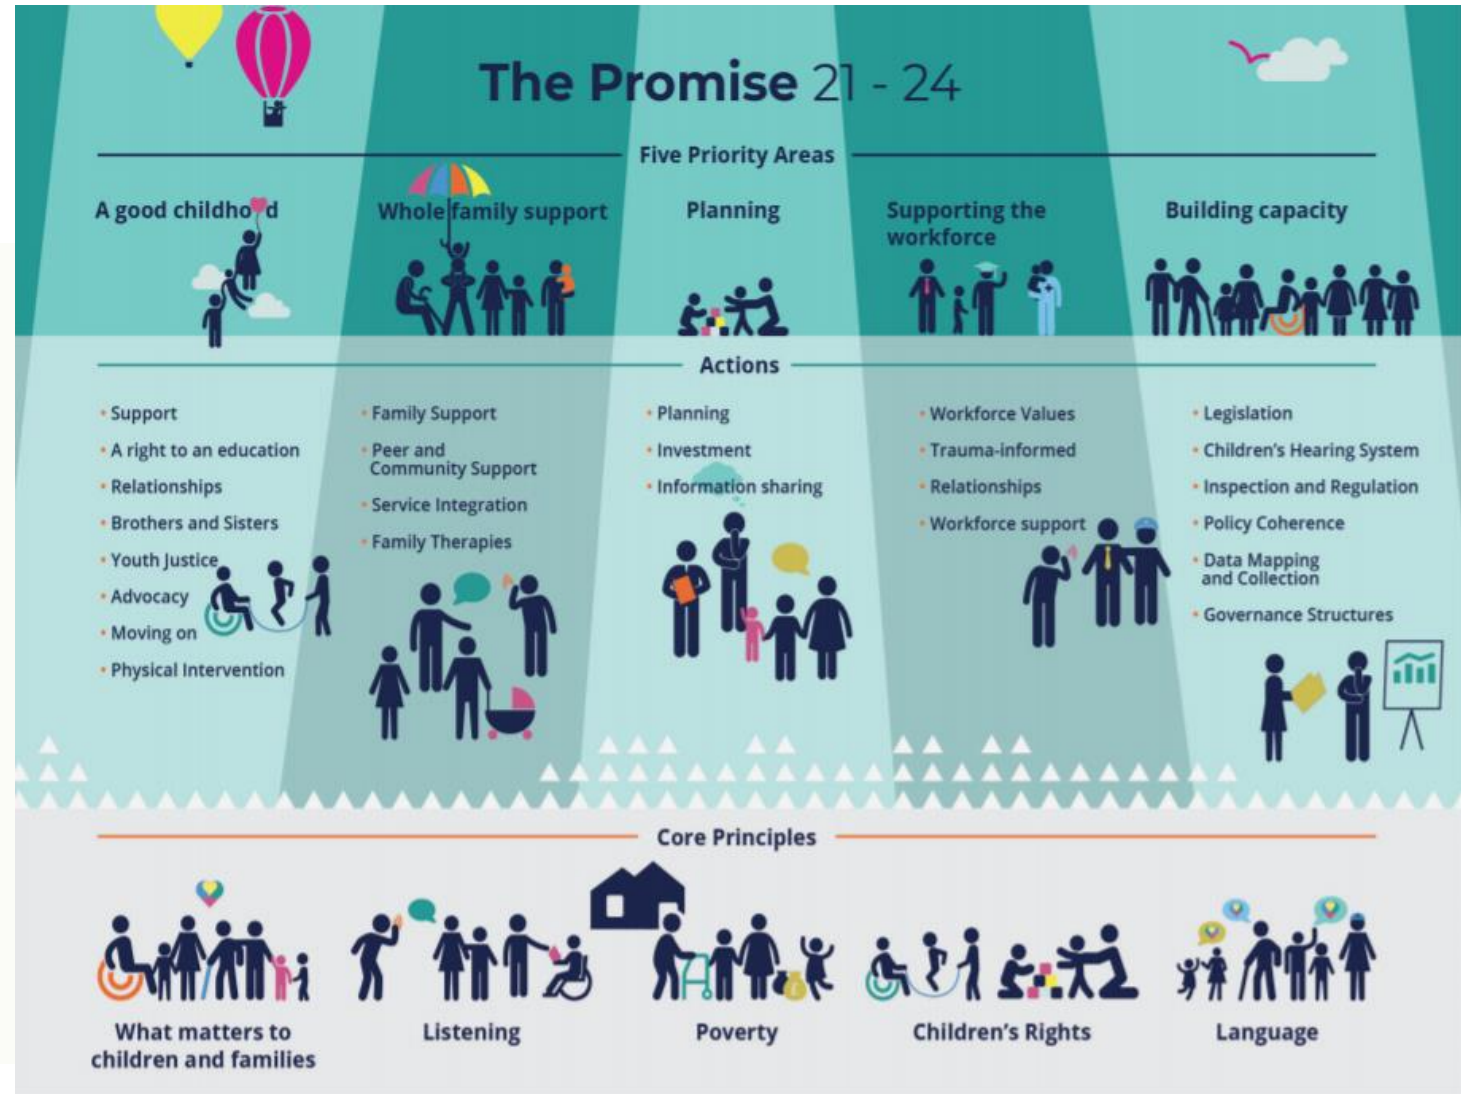 The Promise 21 - 24
Five Priority Areas
A good childhood
Whole family support
Planning
Supporting the
workforce
Building capacity
Actions
• Support
• A right to an education
• Relationships
• Brothers and Sisters
• Youth Justice
• Advocacy
• Moving on
• Physical Intervention
• Family Support
• Peer and
Community Support
• Service Integration
• Family Therapies
• Planning
• Investment
• Information sharing
• Workforce Values
• Trauma-informed
• Relationships
• Workforce support
• Legislation
• Children's Hearing System
• Inspection and Regulation
• Policy Coherence
• Data Mapping
and Collection
• Governance Structures
Core Principles
What matters to
children and families
Listening
Poverty
Children's Rights
Language